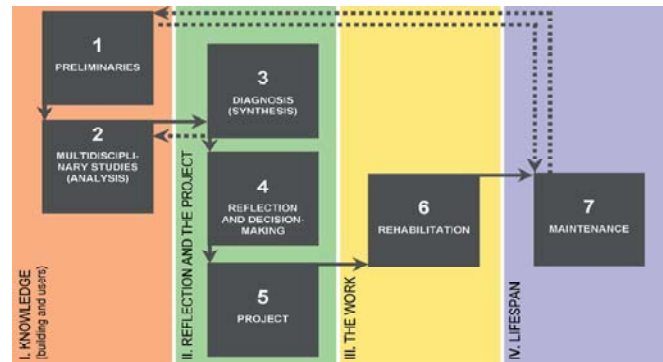 1
PRELIMINARIES
2
MULTIDISCIPLI-
NARY STUDIES
(ANALYSIS)
I. KNOWLEDGE
(building and users)
3
DIAGNOSIS
(SYNTHESIS)
4
REFLECTION
AND DECISION-
MAKING
5
PROJECT
II. REFLECTION AND THE PROJECT
6
REHABILITATION
III. THE WORK
7
MAINTENANCE
IV. LIFESPAN